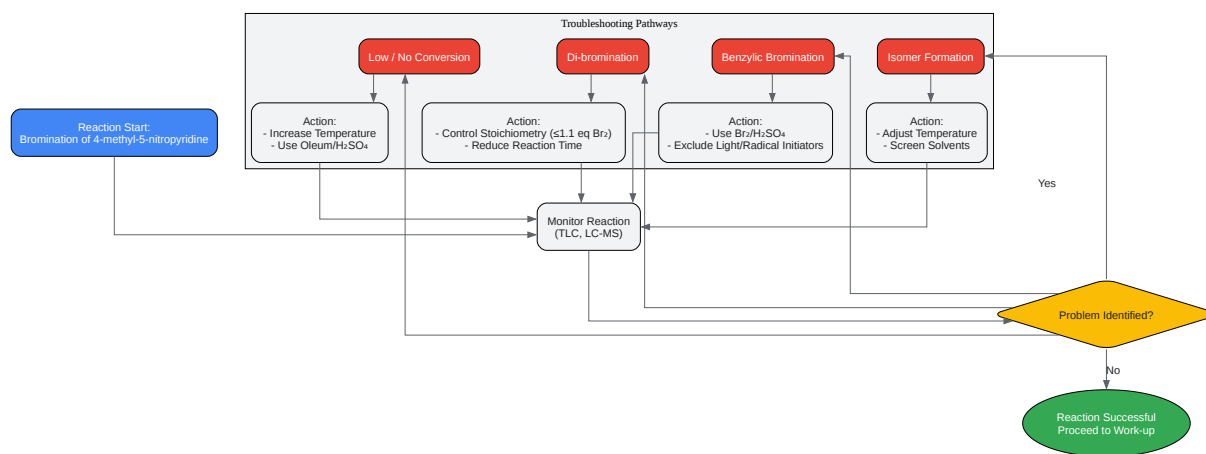 Troubleshooting Pathways
Low / No Conversion
Di-bromination
Benzylic Bromination
Isomer Formation
Reaction Start:
Bromination of 4-methyl-5-nitropyridine
Action:
- Increase Temperature
- Use Oleum/H₂SO₄
Action:
- Control Stoichiometry (≤1.1 eq Br₂)
- Reduce Reaction Time
Action:
- Use Br₂/H₂SO₄
- Exclude Light/Radical Initiators
Action:
- Adjust Temperature
- Screen Solvents
Yes
Monitor Reaction
(TLC, LC-MS)
Problem Identified?
No
Reaction Successful
Proceed to Work-up